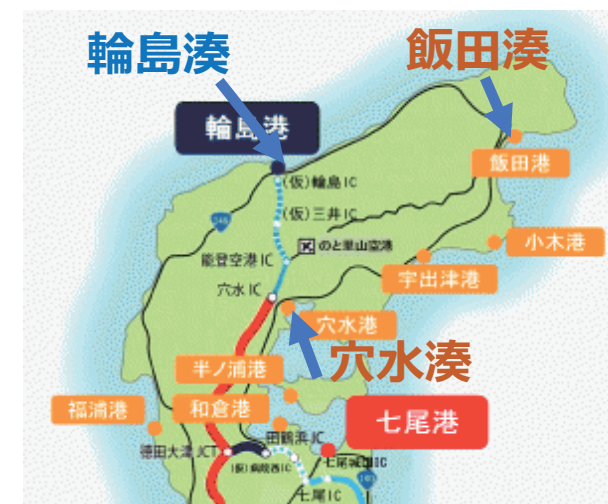 輪島湊
飯田湊
輪島港
飯田港
(仮)輪島IC
(仮)三井IC
249
のと里山空港
小木港
能登空港IC
宇出津港
穴水IC
穴水港
穴水湊
半ノ浦港
福浦港
和倉港
七尾港
田鶴浜IC
徳田大津JCT
(仮)病院西IC
七尾城山IC
七尾IC
160